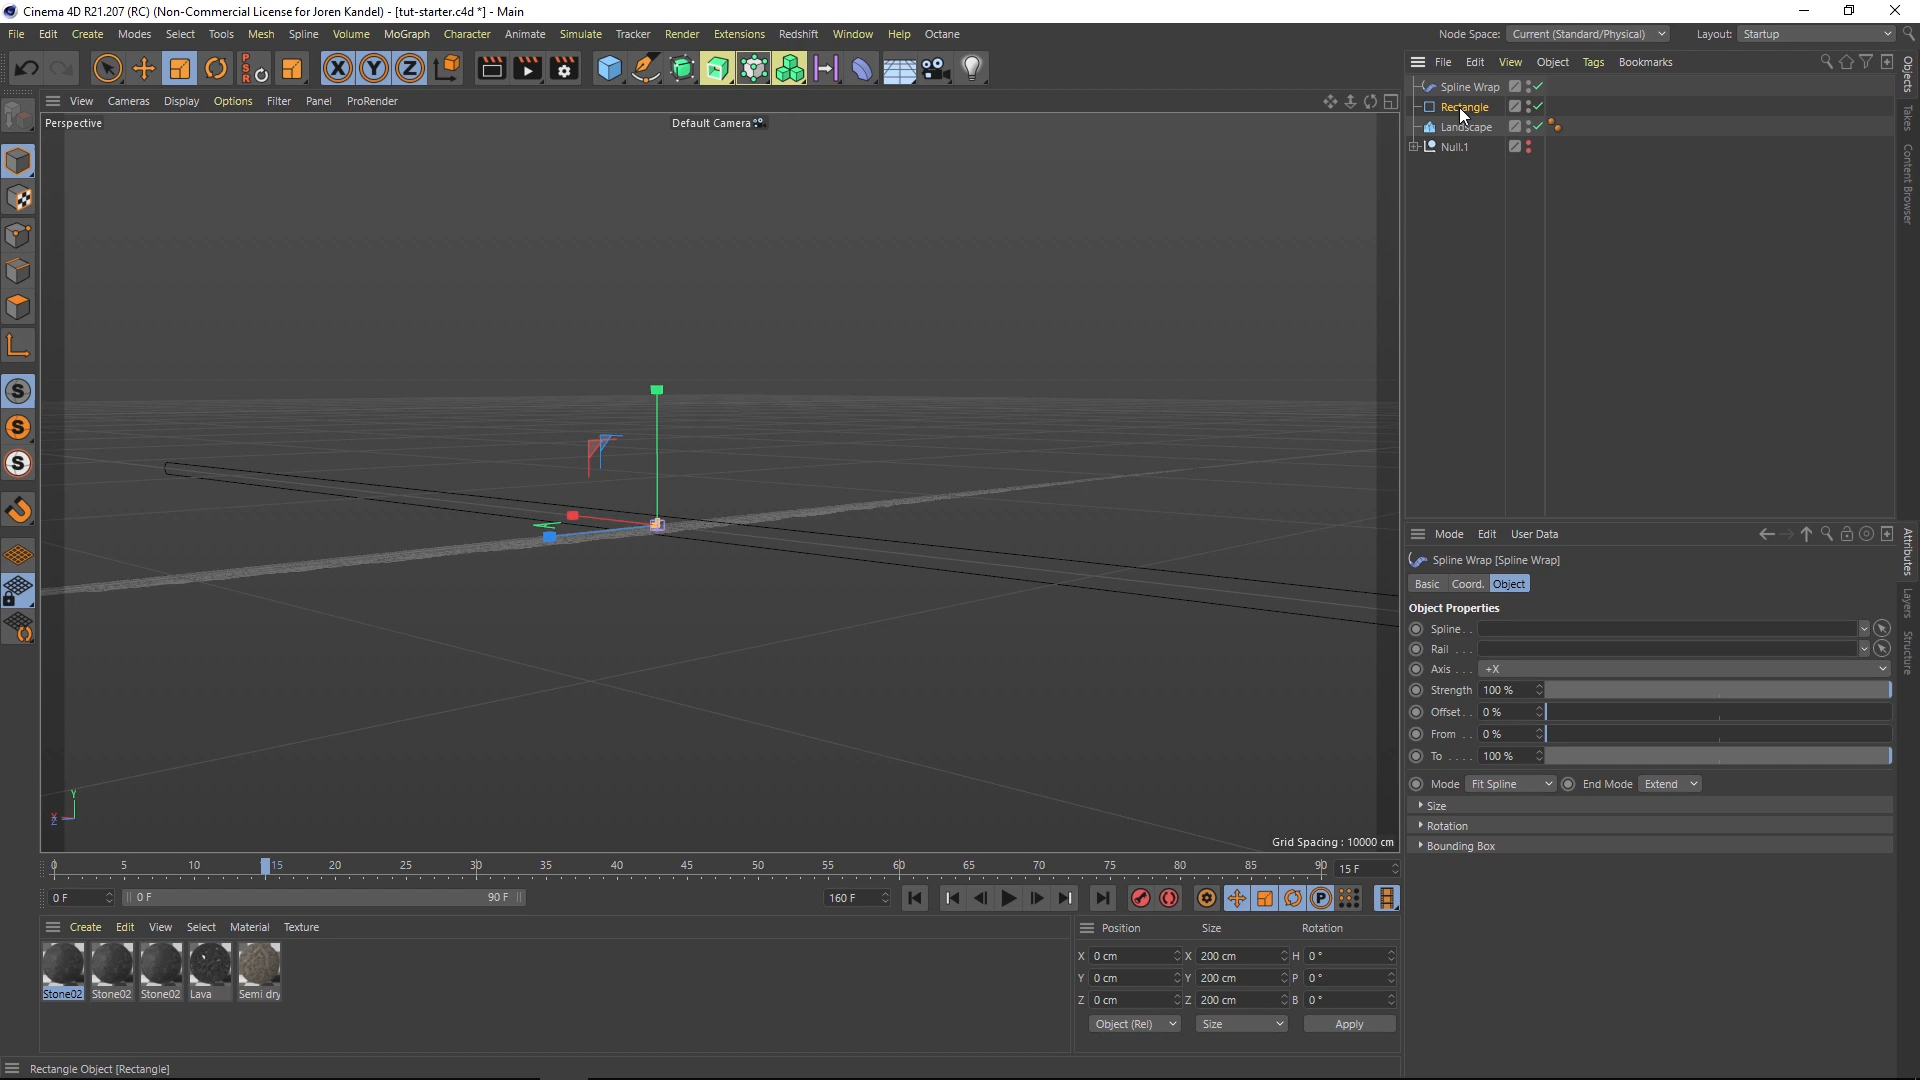 Cinema 4D R21.207 (RC) (Non-Commercial License for Joren Kandel) - [tut-starter.c4d *] - Main
File Edit Create Modes Select Tools Mesh Spline Volume MoGraph Character Animate Simulate Tracker Render Extensions Redshift Window Help Octane
Node Space: Current (Standard/Physical) Layout: Startup
PSR
X Y Z
File Edit View Object Tags Bookmarks
Spline Wrap
Rectangle
Landscape
Null.1
Objects
Takes
Content Browser
View Cameras Display Options Filter Panel ProRender
Perspective
Default Camera
S
S
S
Y
X
Z
Grid Spacing : 10000 cm
Mode Edit User Data
Spline Wrap [Spline Wrap]
Basic Coord. Object
Object Properties
Spline . .
Rail . . .
Axis . . . +X
Strength 100 %
Offset . . 0 %
From . . 0 %
To . . . . 100 %
Mode Fit Spline End Mode Extend
Size
Rotation
Bounding Box
Attributes
Layers
Structure
0 5 10 15 20 25 30 35 40 45 50 55 60 65 70 75 80 85 90 15 F
0 F 0 F 90 F 160 F
P
Create Edit View Select Material Texture
Stone02 Stone02 Stone02 Lava Semi dry
Position Size Rotation
X 0 cm X 200 cm H 0 °
Y 0 cm Y 200 cm P 0 °
Z 0 cm Z 200 cm B 0 °
Object (Rel) Size Apply
Rectangle Object [Rectangle]